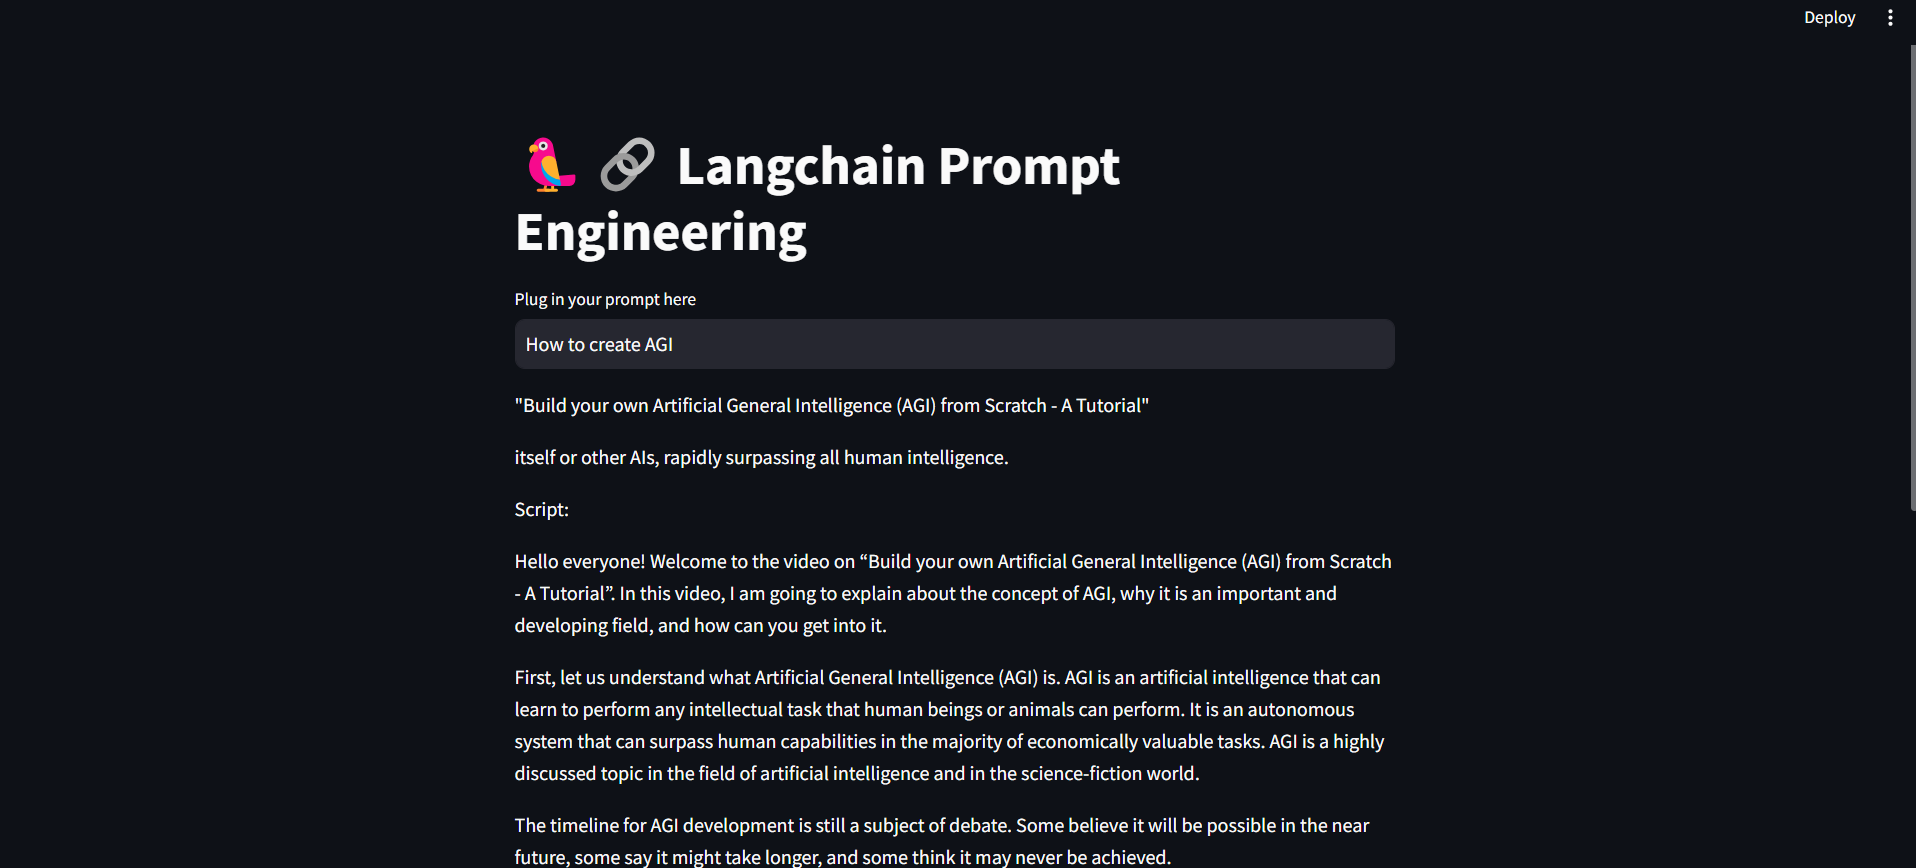 Deploy
Langchain Prompt
Engineering
Plug in your prompt here
How to create AGI
"Build your own Artificial General Intelligence (AGI) from Scratch - A Tutorial"
itself or other AIs, rapidly surpassing all human intelligence.
Script:
Hello everyone! Welcome to the video on “Build your own Artificial General Intelligence (AGI) from Scratch
- A Tutorial”. In this video, I am going to explain about the concept of AGI, why it is an important and
developing field, and how can you get into it.
First, let us understand what Artificial General Intelligence (AGI) is. AGI is an artificial intelligence that can
learn to perform any intellectual task that human beings or animals can perform. It is an autonomous
system that can surpass human capabilities in the majority of economically valuable tasks. AGI is a highly
discussed topic in the field of artificial intelligence and in the science-fiction world.
The timeline for AGI development is still a subject of debate. Some believe it will be possible in the near
future, some say it might take longer, and some think it may never be achieved.